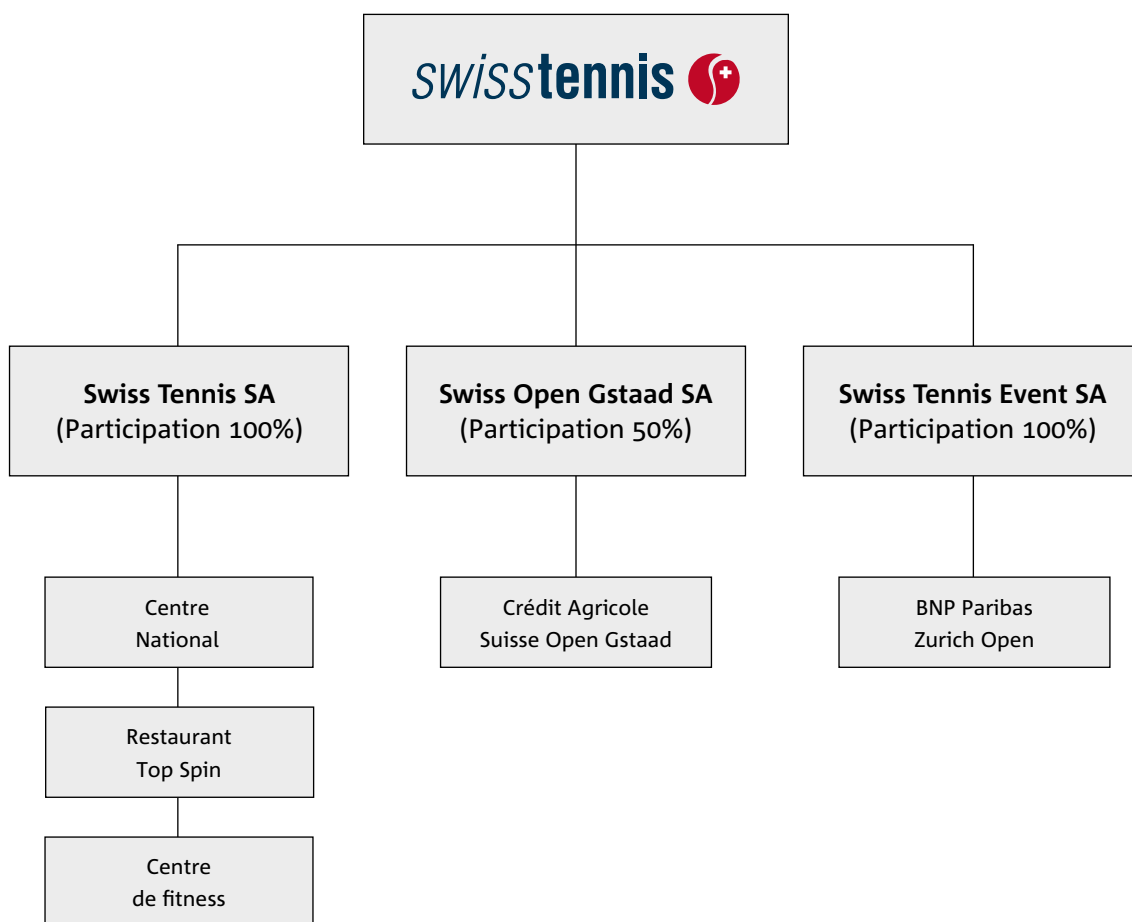 swisstennis
Swiss Tennis SA
(Participation 100%)
Swiss Open Gstaad SA
(Participation 50%)
Swiss Tennis Event SA
(Participation 100%)
Centre
National
Crédit Agricole
Suisse Open Gstaad
BNP Paribas
Zurich Open
Restaurant
Top Spin
Centre
de fitness